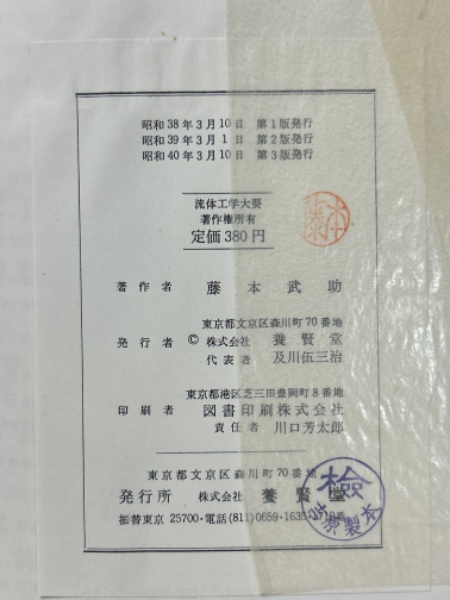 昭和38年3月10日 第1版発行
昭和39年3月1日 第2版発行
昭和40年3月10日 第3版発行
流体工学大要
著作権所有
定価380円
著作者 藤本武助
東京都文京区森川町70番地
発行者 © 株式会社 養賢堂
代表者 及川伍三治
東京都港区芝三田豊岡町8番地
印刷者 図書印刷株式会社
責任者 川口芳太郎
東京都文京区森川町70番地
発行所 株式会社 養賢堂
振替東京 25700・電話(811)0659・1633・1719番
検